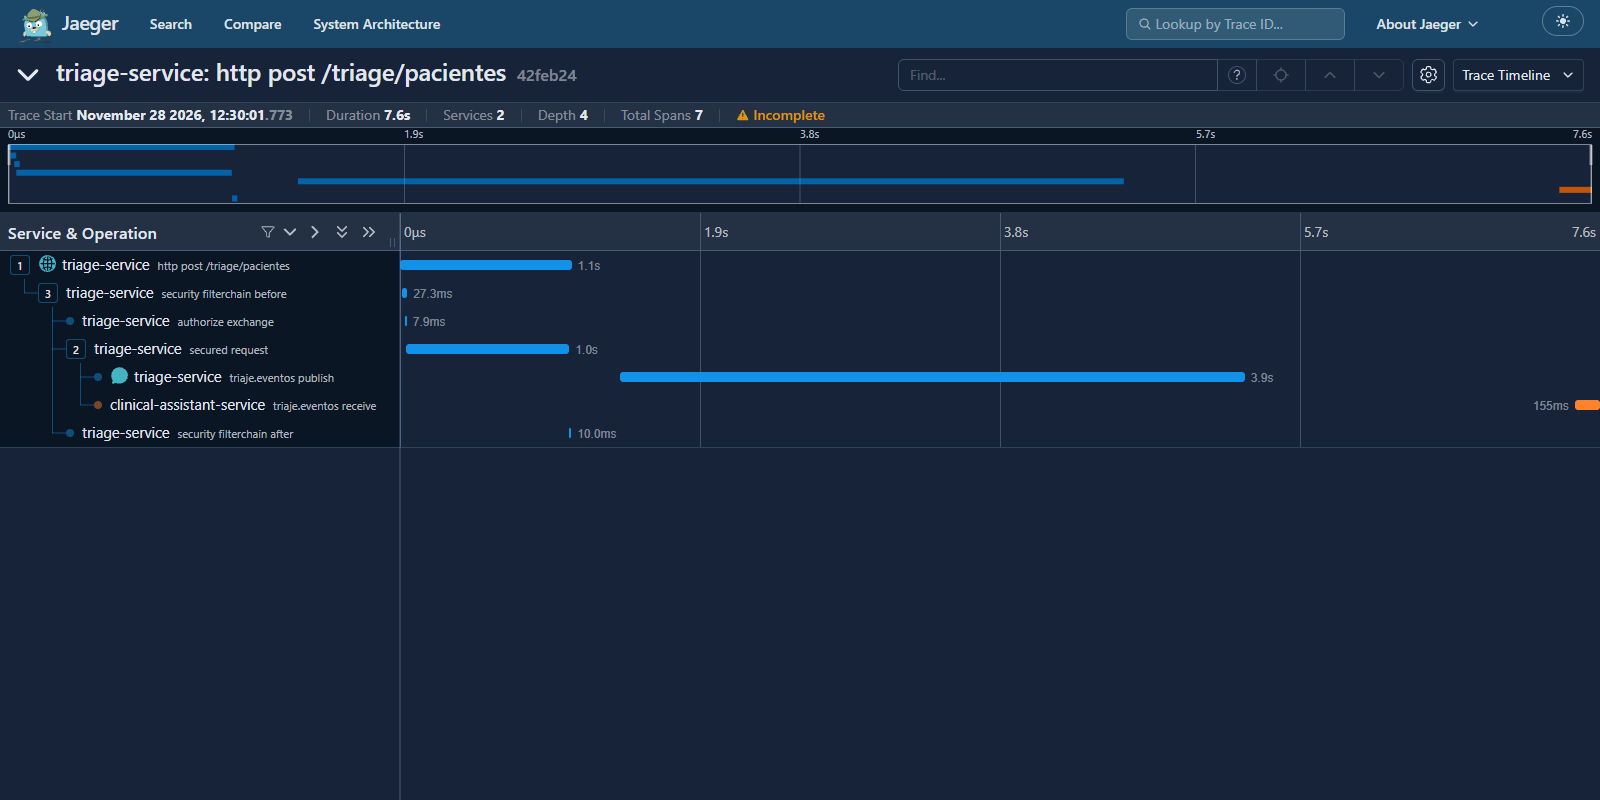 Jaeger Search Compare System Architecture Lookup by Trace ID... About Jaeger
triage-service: http post /triage/pacientes 42feb24 Find... ? Trace Timeline
Trace Start November 28 2026, 12:30:01.773 Duration 7.6s Services 2 Depth 4 Total Spans 7 Incomplete
0μs 1.9s 3.8s 5.7s 7.6s
Service & Operation 0μs 1.9s 3.8s 5.7s 7.6s
1 triage-service http post /triage/pacientes 1.1s
3 triage-service security filterchain before 27.3ms
triage-service authorize exchange 7.9ms
2 triage-service secured request 1.0s
triage-service triaje.eventos publish 3.9s
clinical-assistant-service triaje.eventos receive 155ms
triage-service security filterchain after 10.0ms